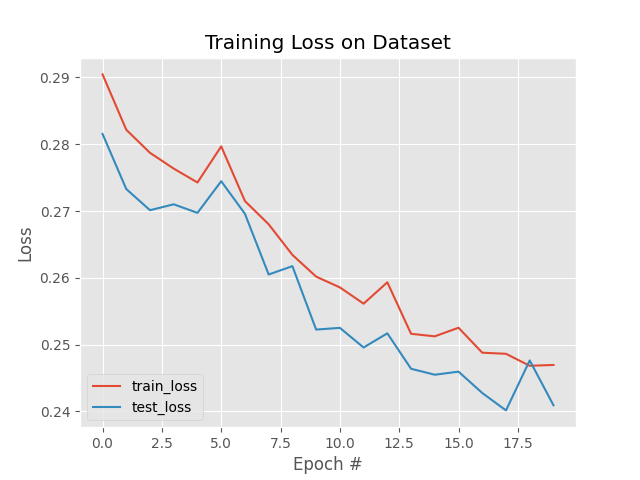 Training Loss on Dataset
Loss
0.29
0.28
0.27
0.26
0.25
0.24
train_loss
test_loss
0.0 2.5 5.0 7.5 10.0 12.5 15.0 17.5
Epoch #